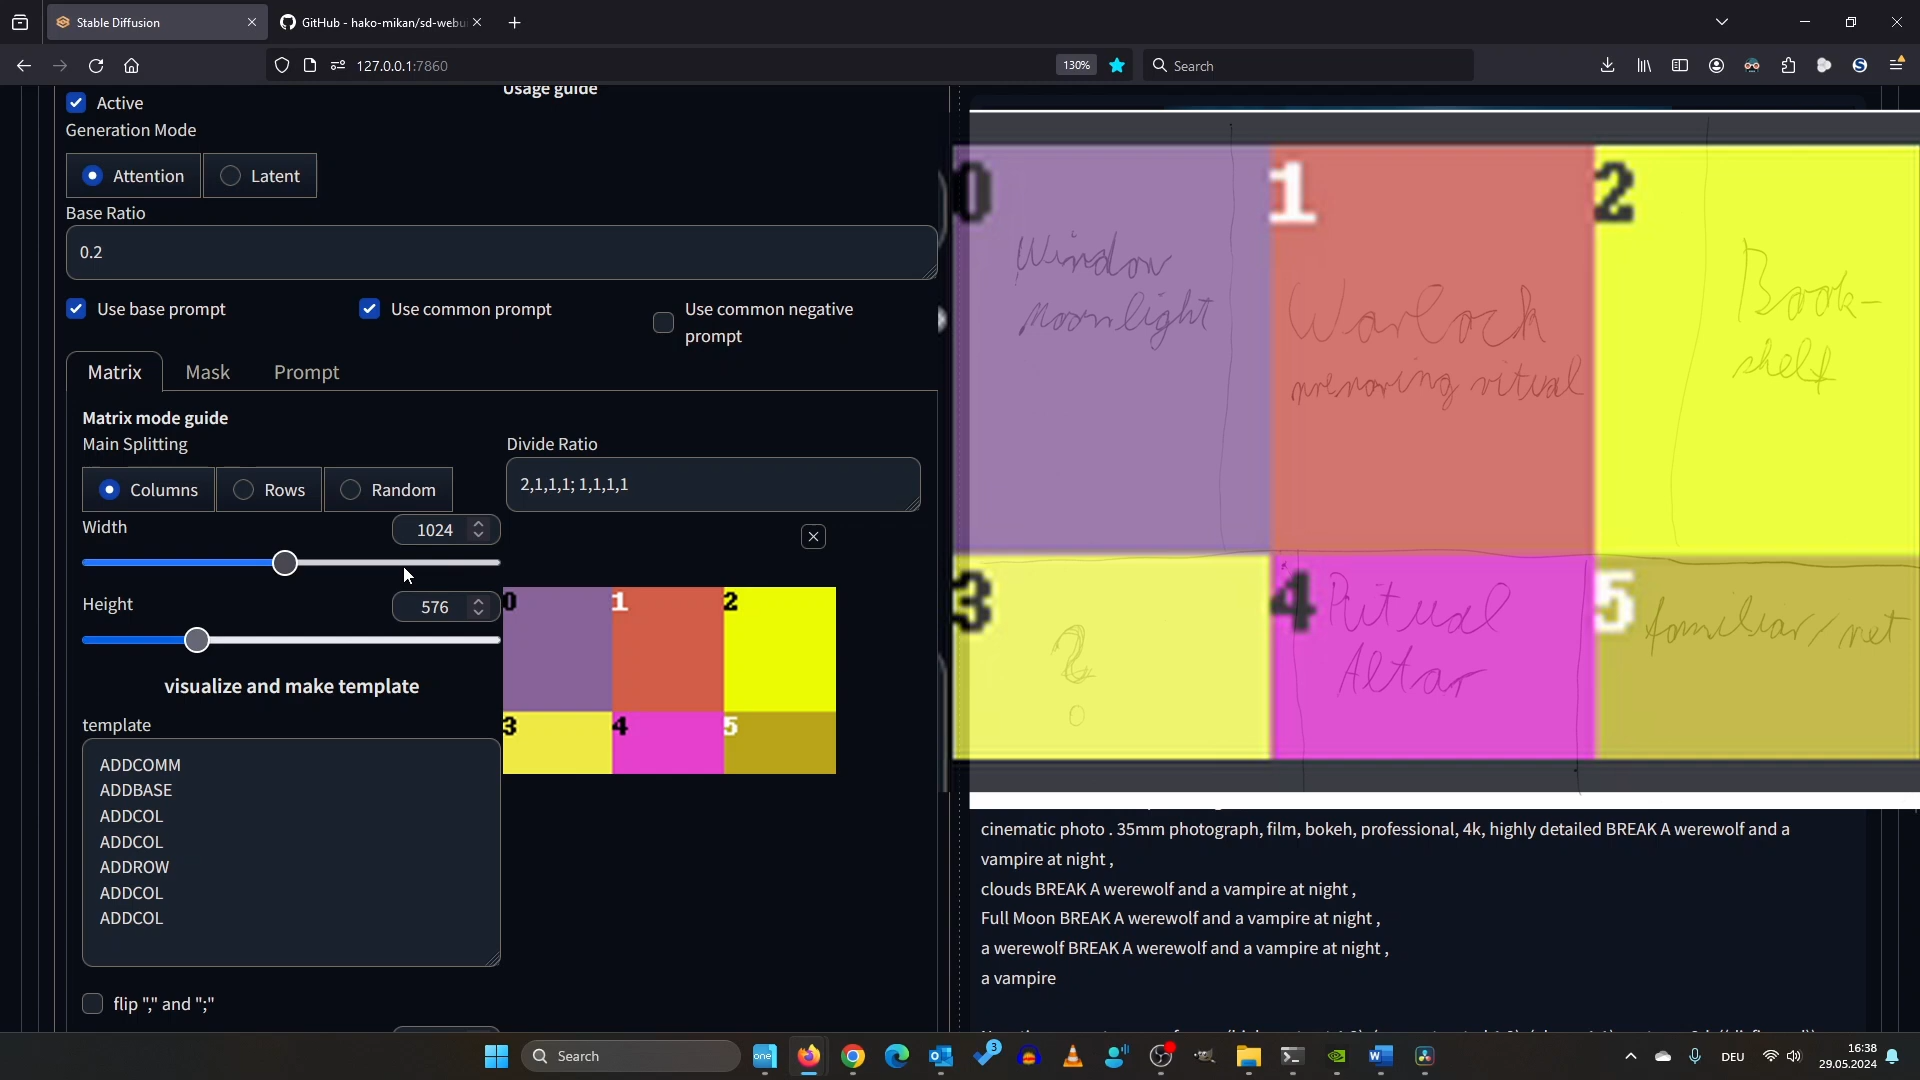 Stable Diffusion
GitHub - hako-mikan/sd-webu
127.0.0.1:7860
130%
Search
Active
Usage guide
Generation Mode
Attention
Latent
Base Ratio
0.2
Use base prompt
Use common prompt
Use common negative
prompt
Matrix
Mask
Prompt
Matrix mode guide
Main Splitting
Columns
Rows
Random
Divide Ratio
2,1,1,1; 1,1,1,1
Width
1024
Height
576
visualize and make template
0
1
2
3
4
5
template
ADDCOMM
ADDBASE
ADDCOL
ADDCOL
ADDROW
ADDCOL
ADDCOL
flip "," and ";"
0
1
2
Window
moonlight
Warlock
ritual
Book-
shelf
3
4
5
?
Ritual
Altar
familiar/pet
cinematic photo . 35mm photograph, film, bokeh, professional, 4k, highly detailed BREAK A werewolf and a
vampire at night ,
clouds BREAK A werewolf and a vampire at night ,
Full Moon BREAK A werewolf and a vampire at night ,
a werewolf BREAK A werewolf and a vampire at night ,
a vampire
Search
one
3
DEU
16:38
29.05.2024